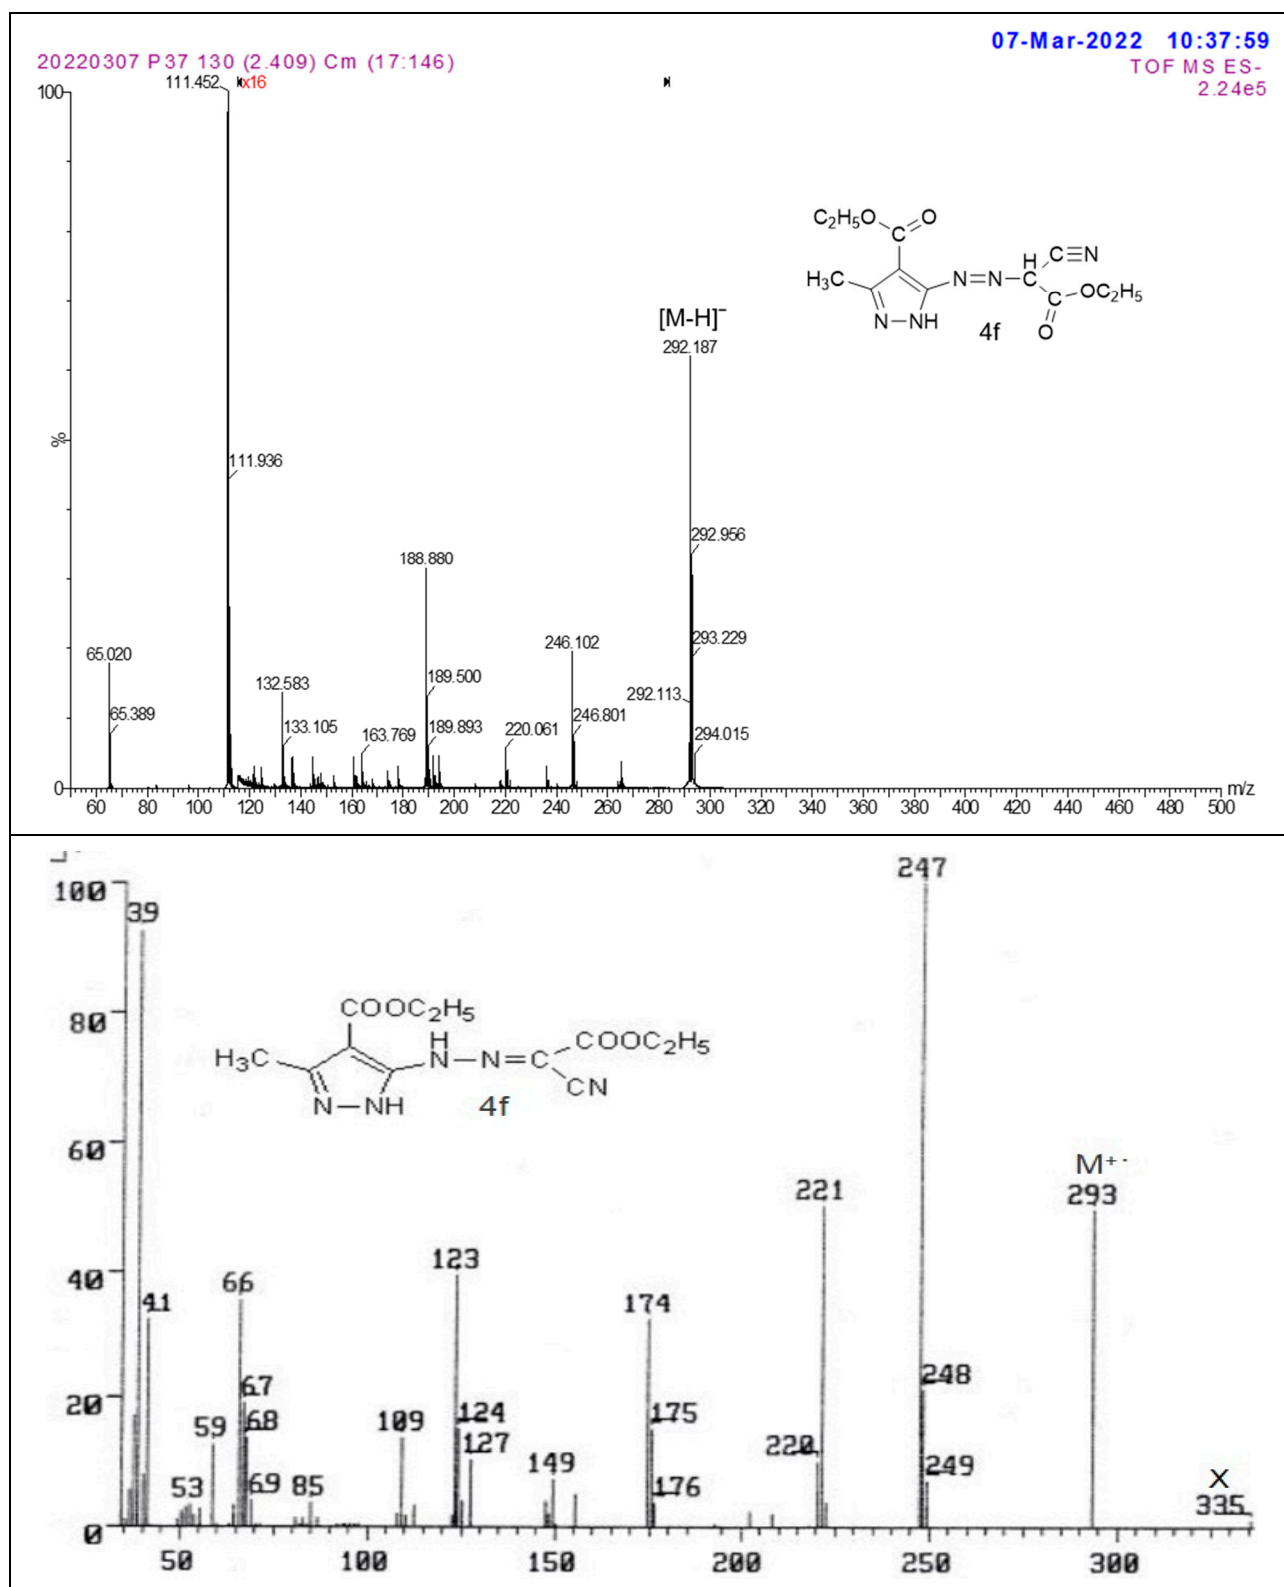 07-Mar-2022 10:37:59
20220307 P37 130 (2.409) Cm (17:146)
TOF MS ES-
2.24e5
100
111.452
x16
C2H5O
O
C
H
C≡N
H3C
N=N
C
OC2H5
N
NH
O
4f
[M-H]⁻
292.187
%
111.936
292.956
188.880
293.229
65.020
246.102
132.583
189.500
292.113
65.389
133.105
163.769
189.893
220.061
246.801
294.015
0
60 80 100 120 140 160 180 200 220 240 260 280 300 320 340 360 380 400 420 440 460 480 500
m/z
100
247
39
COOC2H5
80
H3C
H
N
N
C
COOC2H5
CN
N
NH
4f
60
M⁺·
293
221
40
123
66
41
174
20
67
248
59
68
109
124
175
127
220
53
69
85
149
176
249
X
335
0
50 100 150 200 250 300